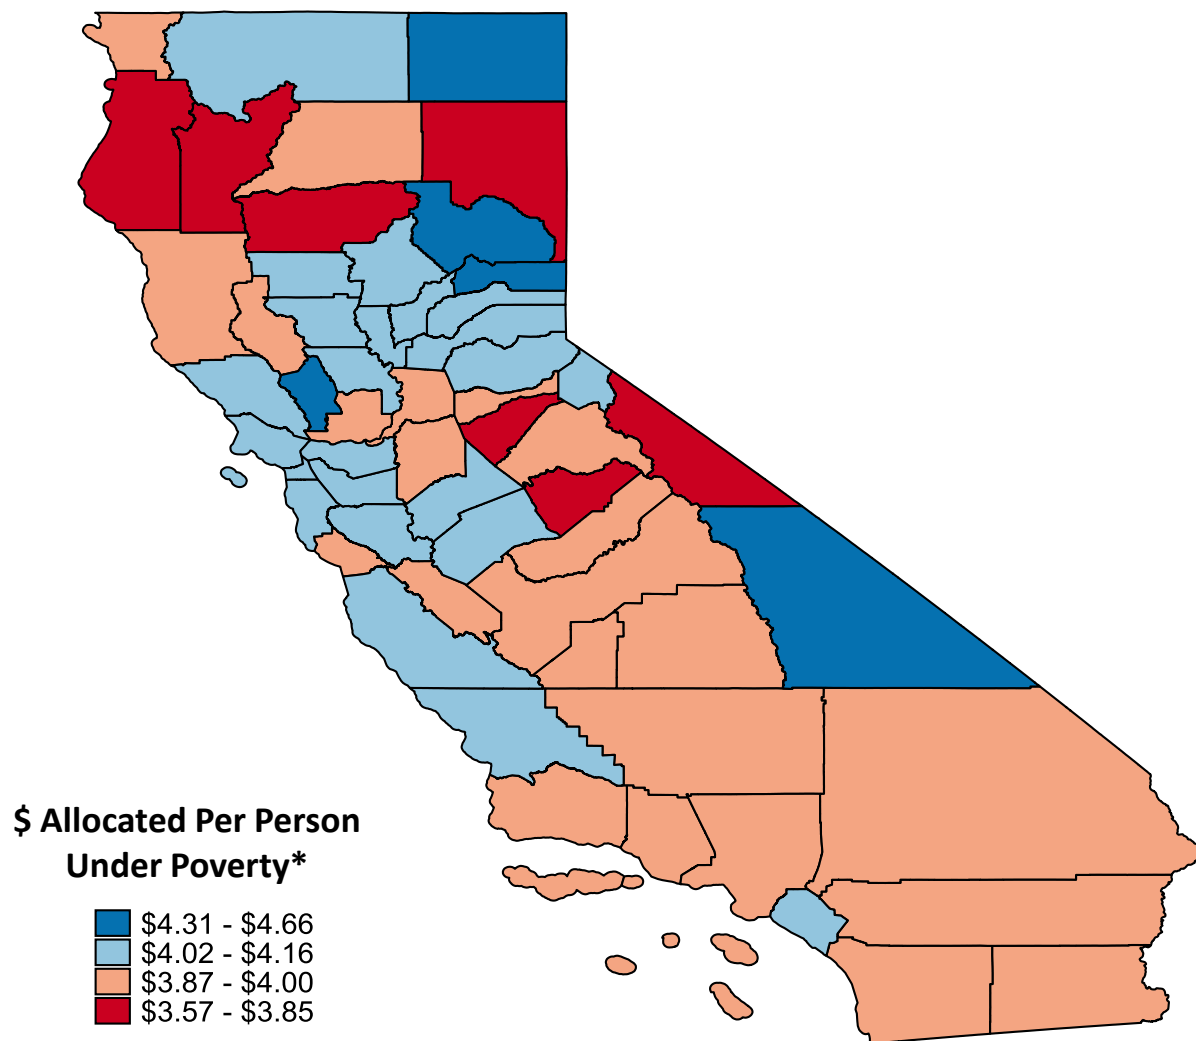 $ Allocated Per Person
Under Poverty*
$4.31 - $4.66
$4.02 - $4.16
$3.87 - $4.00
$3.57 - $3.85